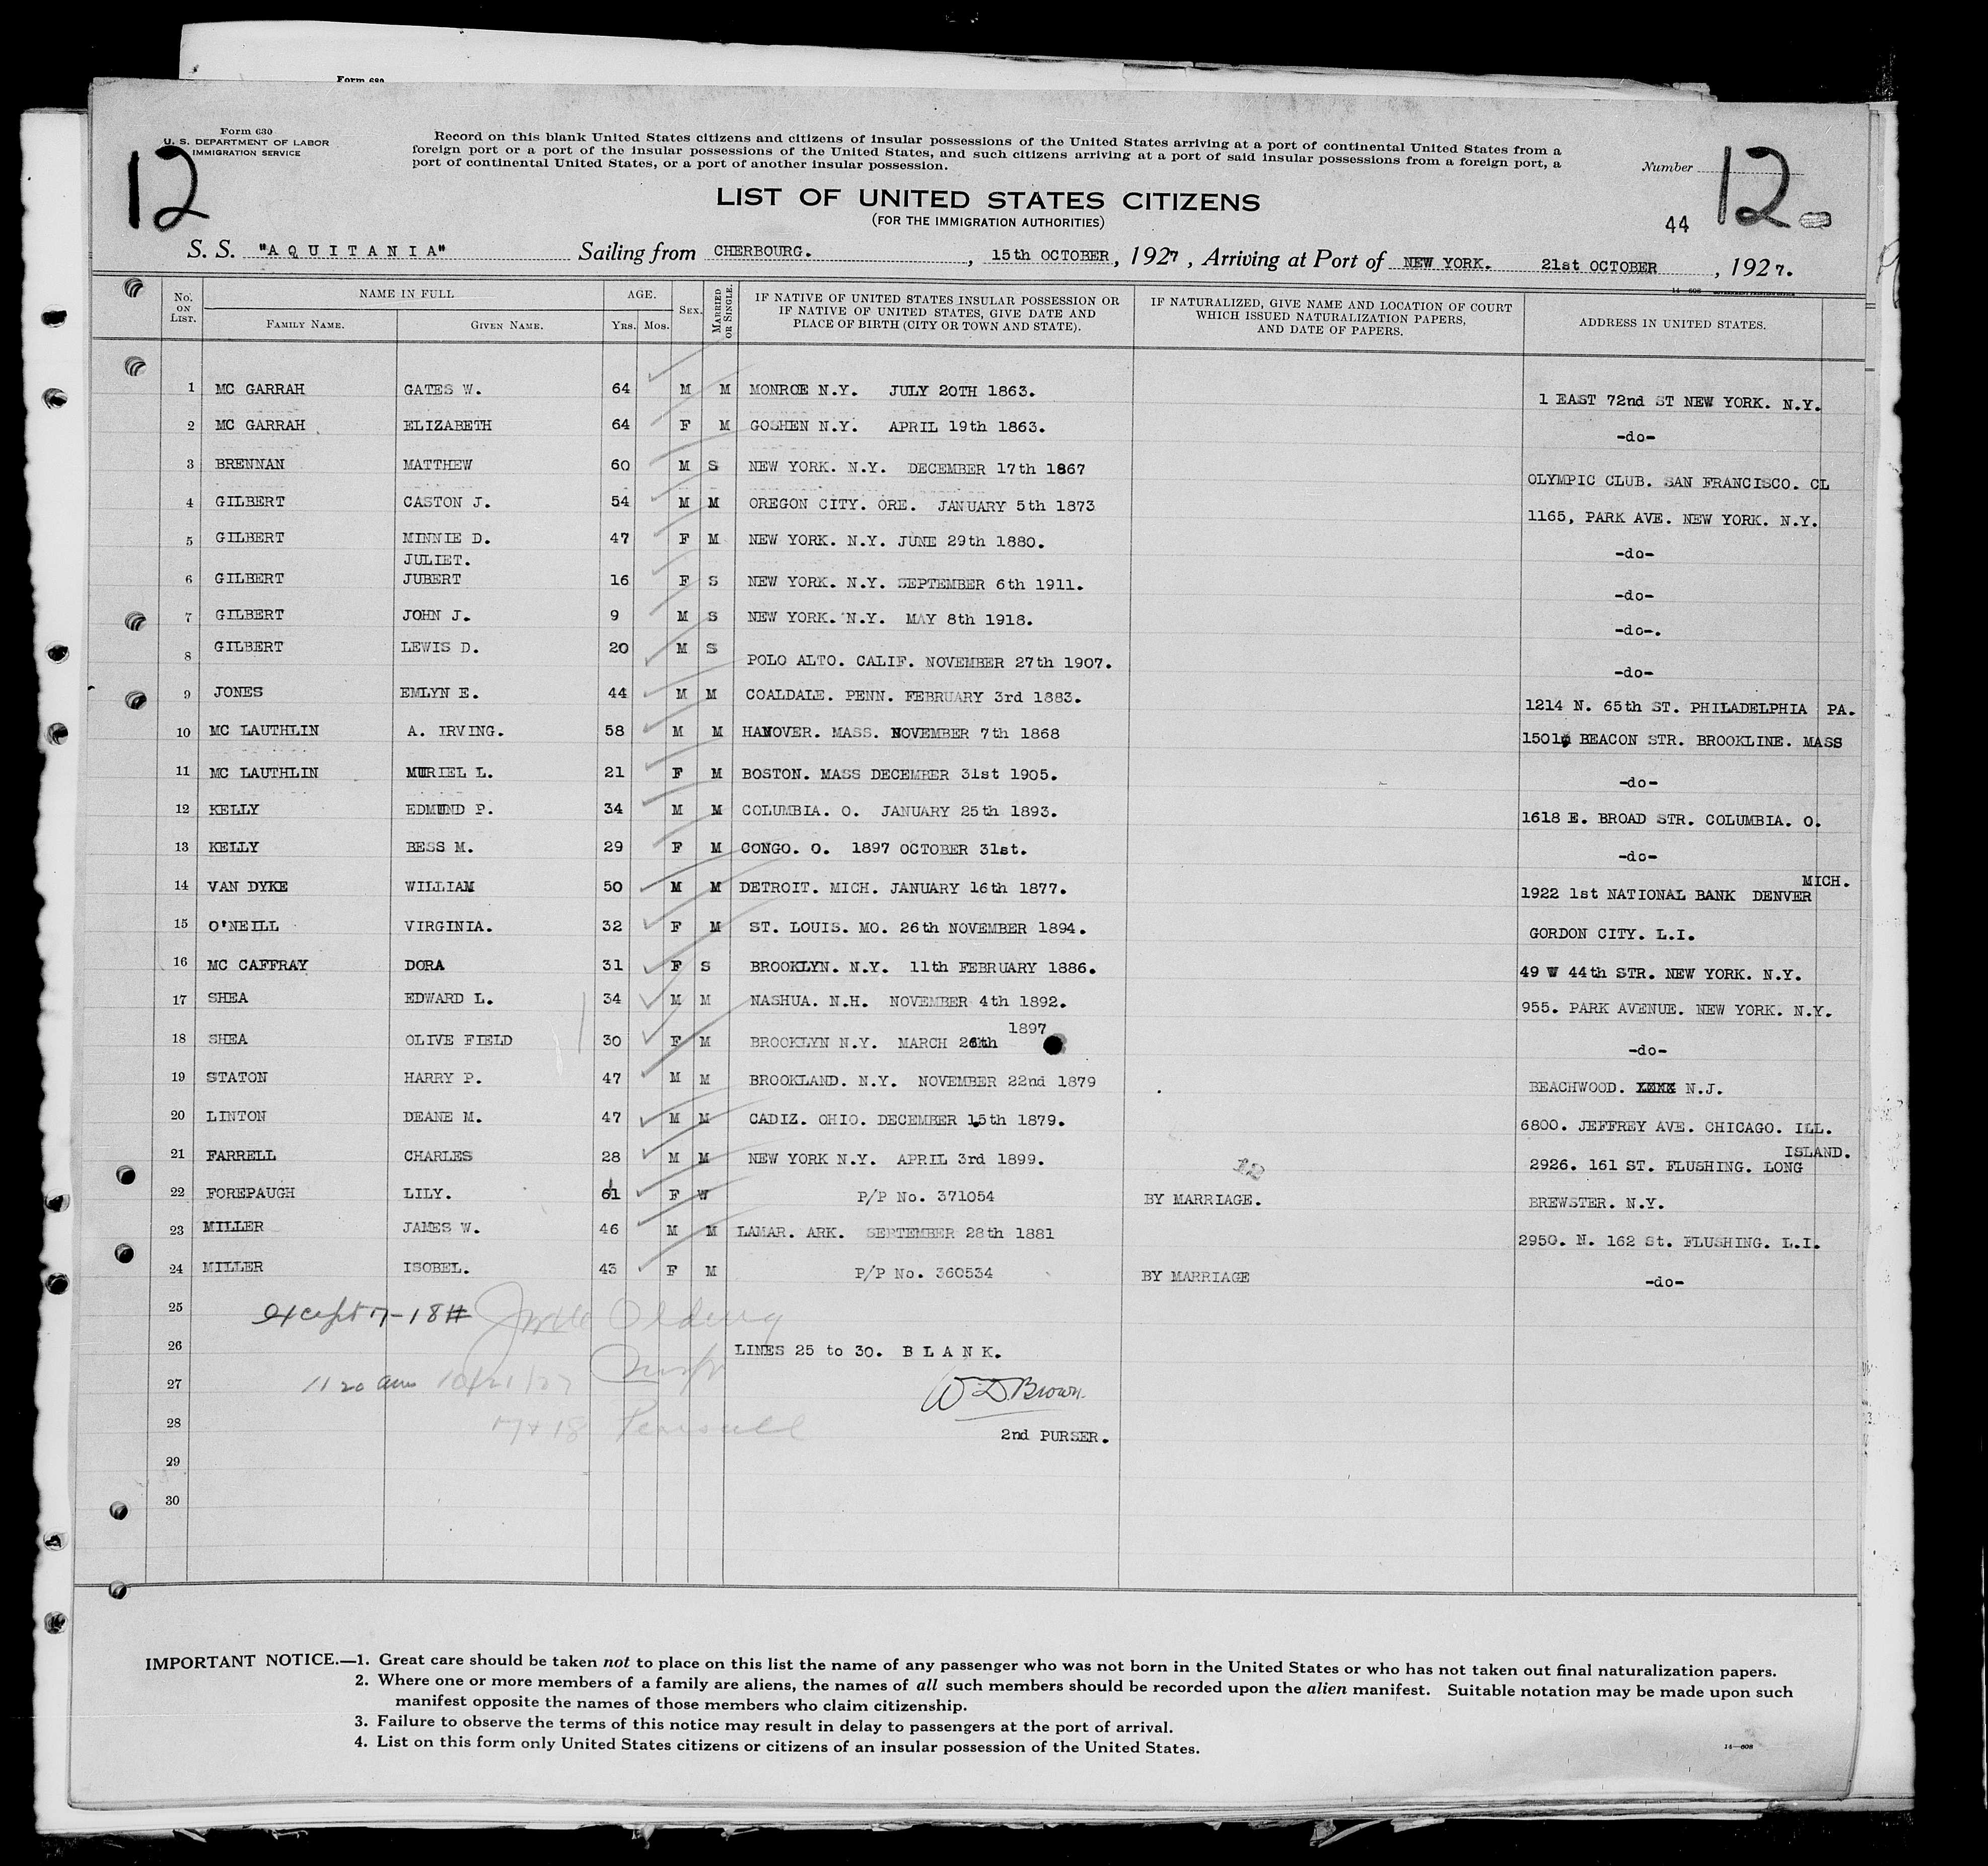 Form 680
Form 630
U. S. DEPARTMENT OF LABOR
IMMIGRATION SERVICE
12
Record on this blank United States citizens and citizens of insular possessions of the United States arriving at a port of continental United States from a
foreign port or a port of the insular possessions of the United States, and such citizens arriving at a port of said insular possessions from a foreign port, a
port of continental United States, or a port of another insular possession.
Number 12
LIST OF UNITED STATES CITIZENS
(FOR THE IMMIGRATION AUTHORITIES)
44
S. S. "AQUITANIA" Sailing from CHERBOURG. , 15th OCTOBER , 1927 , Arriving at Port of NEW YORK. 21st OCTOBER , 1927.
14—608 GOVERNMENT PRINTING OFFICE
No. ON LIST. NAME IN FULL AGE. SEX. MARRIED OR SINGLE. IF NATIVE OF UNITED STATES INSULAR POSSESSION OR IF NATIVE OF UNITED STATES, GIVE DATE AND PLACE OF BIRTH (CITY OR TOWN AND STATE). IF NATURALIZED, GIVE NAME AND LOCATION OF COURT WHICH ISSUED NATURALIZATION PAPERS, AND DATE OF PAPERS. ADDRESS IN UNITED STATES.
FAMILY NAME. GIVEN NAME. YRS. MOS.
1 MC GARRAH GATES W. 64 M M MONROE N.Y. JULY 20TH 1863. 1 EAST 72nd ST NEW YORK. N.Y.
2 MC GARRAH ELIZABETH 64 F M GOSHEN N.Y. APRIL 19th 1863. -do-
3 BRENNAN MATTHEW 60 M S NEW YORK. N.Y. DECEMBER 17th 1867 OLYMPIC CLUB. SAN FRANCISCO. CL
4 GILBERT CASTON J. 54 M M OREGON CITY. ORE. JANUARY 5th 1873 1165, PARK AVE. NEW YORK. N.Y.
5 GILBERT MINNIE D. 47 F M NEW YORK. N.Y. JUNE 29th 1880. -do-
JULIET.
6 GILBERT JUBERT 16 F S NEW YORK. N.Y. SEPTEMBER 6th 1911. -do-
7 GILBERT JOHN J. 9 M S NEW YORK. N.Y. MAY 8th 1918. -do-.
8 GILBERT LEWIS D. 20 M S POLO ALTO. CALIF. NOVEMBER 27th 1907. -do-
9 JONES EMLYN E. 44 M M COALDALE. PENN. FEBRUARY 3rd 1883. 1214 N. 65th ST. PHILADELPHIA PA.
10 MC LAUTHLIN A. IRVING. 58 M M HANOVER. MASS. NOVEMBER 7th 1868 1501 BEACON STR. BROOKLINE. MASS
11 MC LAUTHLIN MURIEL L. 21 F M BOSTON. MASS DECEMBER 31st 1905. -do-
12 KELLY EDMUND P. 34 M M COLUMBIA. O. JANUARY 25th 1893. 1618 E. BROAD STR. COLUMBIA. O.
13 KELLY BESS M. 29 F M CONGO. O. 1897 OCTOBER 31st. -do-
MICH.
14 VAN DYKE WILLIAM 50 M M DETROIT. MICH. JANUARY 16th 1877. 1922 1st NATIONAL BANK DENVER
15 O'NEILL VIRGINIA. 32 F M ST. LOUIS. MO. 26th NOVEMBER 1894. GORDON CITY. L.I.
16 MC CAFFRAY DORA 31 F S BROOKLYN. N.Y. 11th FEBRUARY 1886. 49 W 44th STR. NEW YORK. N.Y.
17 SHEA EDWARD L. 34 M M NASHUA. N.H. NOVEMBER 4th 1892. 955. PARK AVENUE. NEW YORK. N.Y.
1897
18 SHEA OLIVE FIELD 30 F M BROOKLYN N.Y. MARCH 26th -do-
19 STATON HARRY P. 47 M M BROOKLAND. N.Y. NOVEMBER 22nd 1879 BEACHWOOD. N.J.
20 LINTON DEANE M. 47 M M CADIZ. OHIO. DECEMBER 15th 1879. 6800. JEFFREY AVE. CHICAGO. ILL.
ISLAND.
21 FARRELL CHARLES 28 M M NEW YORK N.Y. APRIL 3rd 1899. 12 2926. 161 ST. FLUSHING. LONG
22 FOREPAUGH LILY. 61 F W P/P No. 371054 BY MARRIAGE. BREWSTER. N.Y.
23 MILLER JAMES W. 46 M M LAMAR. ARK. SEPTEMBER 28th 1881 2950. N. 162 St. FLUSHING. L.I.
24 MILLER ISOBEL. 43 F M P/P No. 360534 BY MARRIAGE -do-
25 except 17-18#
26 LINES 25 to 30. BLANK.
27 11 20 am 10/21/27 W D Brown
28 17+18 2nd PURSER.
29
30
IMPORTANT NOTICE.—1. Great care should be taken not to place on this list the name of any passenger who was not born in the United States or who has not taken out final naturalization papers.
2. Where one or more members of a family are aliens, the names of all such members should be recorded upon the alien manifest. Suitable notation may be made upon such
manifest opposite the names of those members who claim citizenship.
3. Failure to observe the terms of this notice may result in delay to passengers at the port of arrival.
4. List on this form only United States citizens or citizens of an insular possession of the United States.
14—608